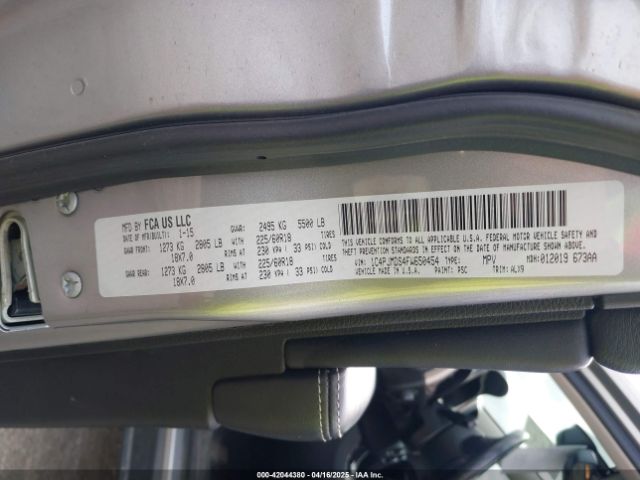 MFD BY FCA US LLC
DATE OF MFR(BUILT): 1-15 GVWR: 2495 KG 5500 LB
GAWR FRONT: 1273 KG 2805 LB WITH 225/60R18 TIRES
18X7.0 RIMS AT 230 KPA ( 33 PSI) COLD
GAWR REAR: 1273 KG 2805 LB WITH 225/60R18 TIRES
18X7.0 RIMS AT 230 KPA ( 33 PSI) COLD
THIS VEHICLE CONFORMS TO ALL APPLICABLE U.S.A. FEDERAL MOTOR VEHICLE SAFETY AND
THEFT PREVENTION STANDARDS IN EFFECT ON THE DATE OF MANUFACTURE SHOWN ABOVE.
MADE IN U.S.A.
VIN: 1C4PJMDS4FW650454 TYPE: MPV MDH: 012019 673AA
PAINT: PSC TRIM: ALX9
000-42044380 - 04/16/2025 - IAA Inc.